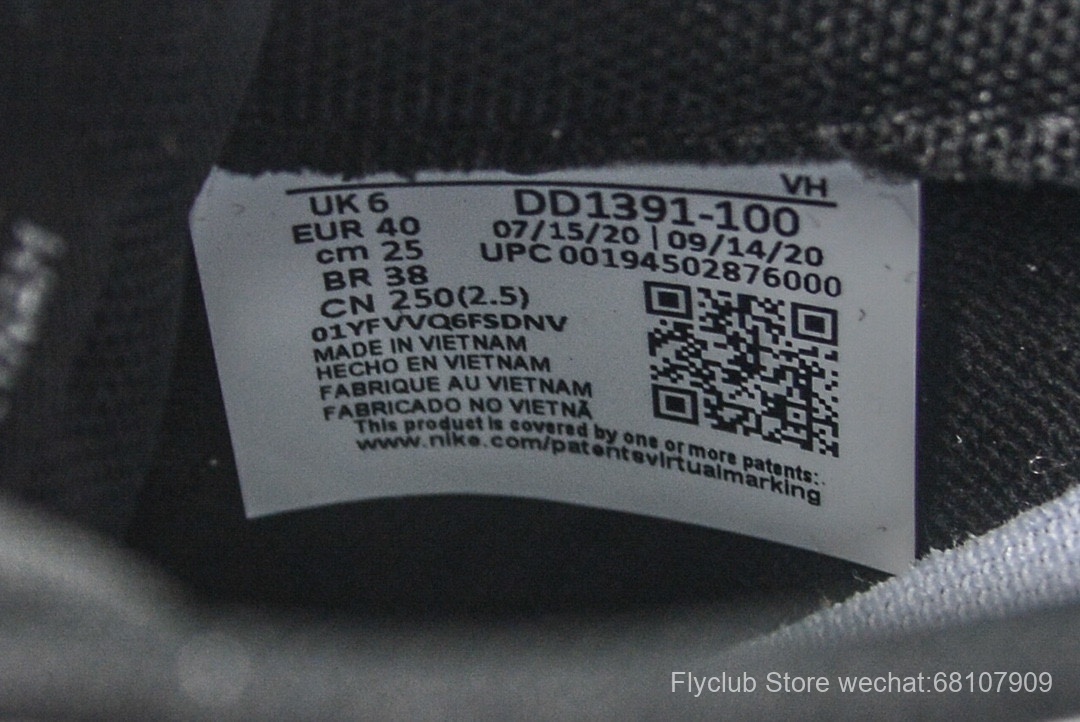 VH
UK 6
EUR 40
cm 25
BR 38
CN 250(2.5)
DD1391-100
07/15/20 | 09/14/20
UPC 00194502876000
01YFVVQ6FSDNV
MADE IN VIETNAM
HECHO EN VIETNAM
FABRIQUE AU VIETNAM
FABRICADO NO VIETNÃ
This product is covered by one or more patents:
www.nike.com/patentsvirtualmarking
Flyclub Store wechat:68107909